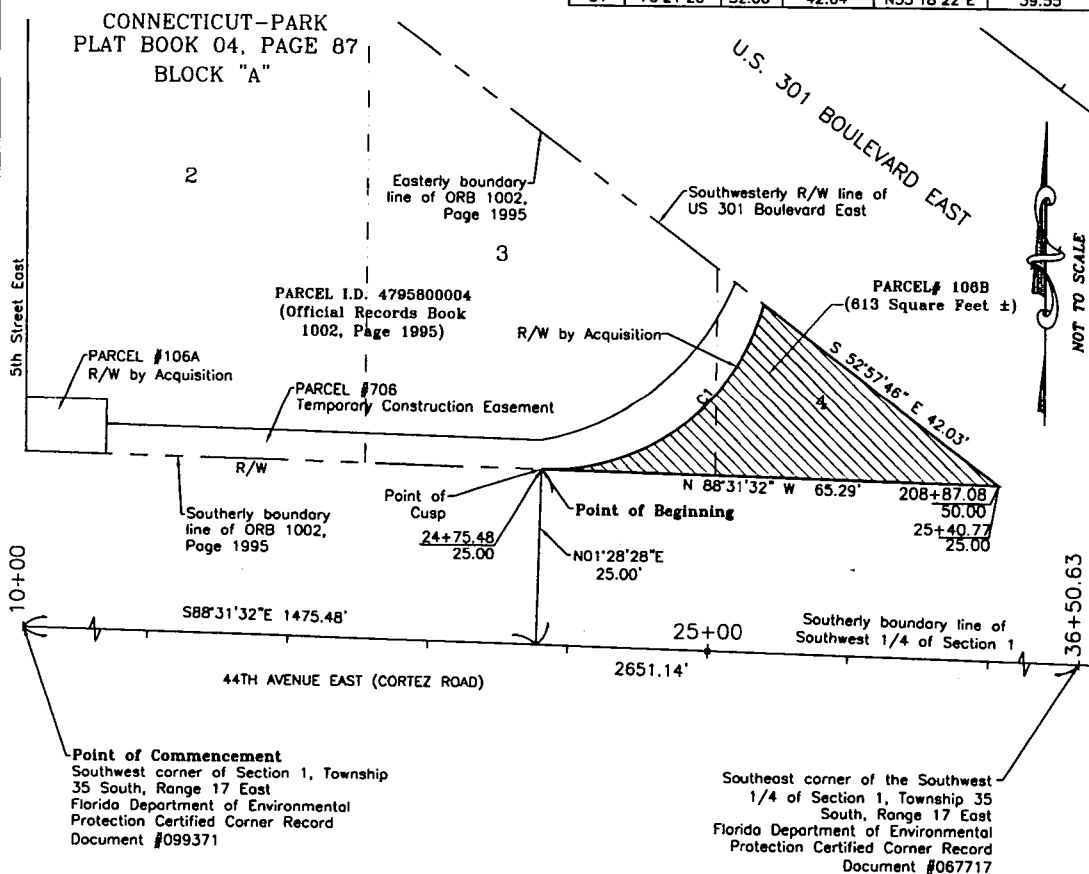 42.64 N53°18'22"E 39.55
CONNECTICUT-PARK
PLAT BOOK 04, PAGE 87
BLOCK "A"
U.S. 301 BOULEVARD EAST
2
Easterly boundary
line of ORB 1002,
Page 1995
Southwesterly R/W line of
US 301 Boulevard East
3
NOT TO SCALE
5th Street East
PARCEL I.D. 4795800004
(Official Records Book
1002, Page 1995)
PARCEL# 106B
(613 Square Feet ±)
R/W by Acquisition
S 52°57'46" E 42.03'
PARCEL #106A
R/W by Acquisition
PARCEL #706
Temporary Construction Easement
4
R/W
N 88°31'32" W 65.29'
208+87.08
50.00
25+40.77
25.00
Point of
Cusp
Point of Beginning
24+75.48
25.00
Southerly boundary
line of ORB 1002,
Page 1995
N01°28'28"E
25.00'
10+00
S88°31'32"E 1475.48'
25+00
Southerly boundary line of
Southwest 1/4 of Section 1
36+50.63
2651.14'
44TH AVENUE EAST (CORTEZ ROAD)
Point of Commencement
Southwest corner of Section 1, Township
35 South, Range 17 East
Florida Department of Environmental
Protection Certified Corner Record
Document #099371
Southeast corner of the Southwest
1/4 of Section 1, Township 35
South, Range 17 East
Florida Department of Environmental
Protection Certified Corner Record
Document #067717